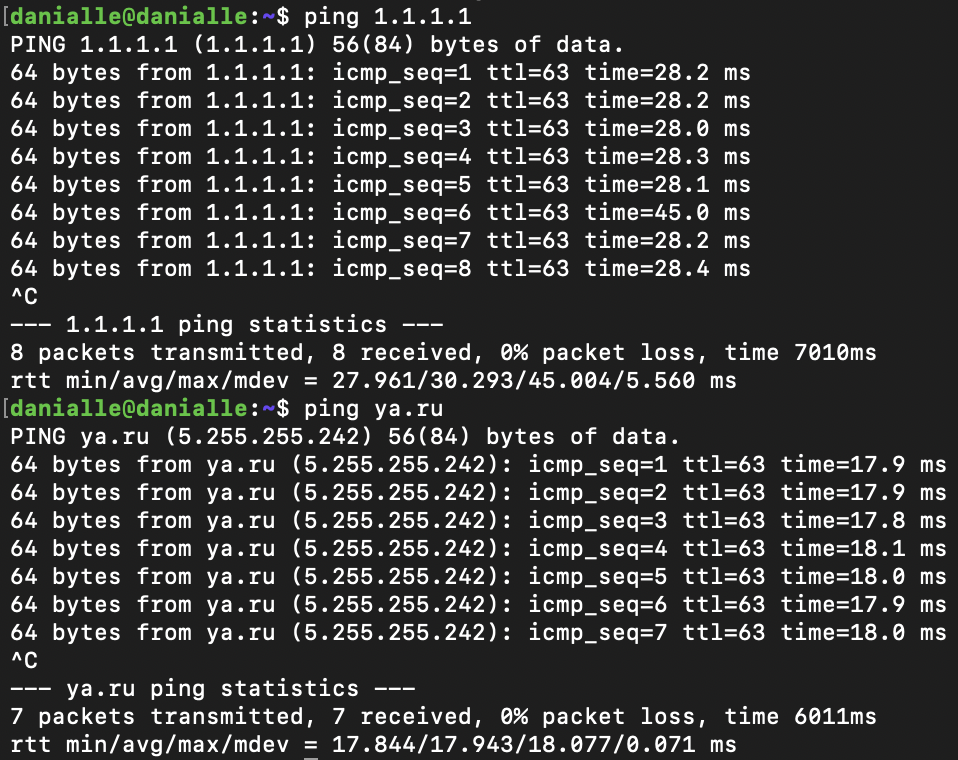 [danialle@danialle:~$ ping 1.1.1.1
PING 1.1.1.1 (1.1.1.1) 56(84) bytes of data.
64 bytes from 1.1.1.1: icmp_seq=1 ttl=63 time=28.2 ms
64 bytes from 1.1.1.1: icmp_seq=2 ttl=63 time=28.2 ms
64 bytes from 1.1.1.1: icmp_seq=3 ttl=63 time=28.0 ms
64 bytes from 1.1.1.1: icmp_seq=4 ttl=63 time=28.3 ms
64 bytes from 1.1.1.1: icmp_seq=5 ttl=63 time=28.1 ms
64 bytes from 1.1.1.1: icmp_seq=6 ttl=63 time=45.0 ms
64 bytes from 1.1.1.1: icmp_seq=7 ttl=63 time=28.2 ms
64 bytes from 1.1.1.1: icmp_seq=8 ttl=63 time=28.4 ms
^C
--- 1.1.1.1 ping statistics ---
8 packets transmitted, 8 received, 0% packet loss, time 7010ms
rtt min/avg/max/mdev = 27.961/30.293/45.004/5.560 ms
[danialle@danialle:~$ ping ya.ru
PING ya.ru (5.255.255.242) 56(84) bytes of data.
64 bytes from ya.ru (5.255.255.242): icmp_seq=1 ttl=63 time=17.9 ms
64 bytes from ya.ru (5.255.255.242): icmp_seq=2 ttl=63 time=17.9 ms
64 bytes from ya.ru (5.255.255.242): icmp_seq=3 ttl=63 time=17.8 ms
64 bytes from ya.ru (5.255.255.242): icmp_seq=4 ttl=63 time=18.1 ms
64 bytes from ya.ru (5.255.255.242): icmp_seq=5 ttl=63 time=18.0 ms
64 bytes from ya.ru (5.255.255.242): icmp_seq=6 ttl=63 time=17.9 ms
64 bytes from ya.ru (5.255.255.242): icmp_seq=7 ttl=63 time=18.0 ms
^C
--- ya.ru ping statistics ---
7 packets transmitted, 7 received, 0% packet loss, time 6011ms
rtt min/avg/max/mdev = 17.844/17.943/18.077/0.071 ms